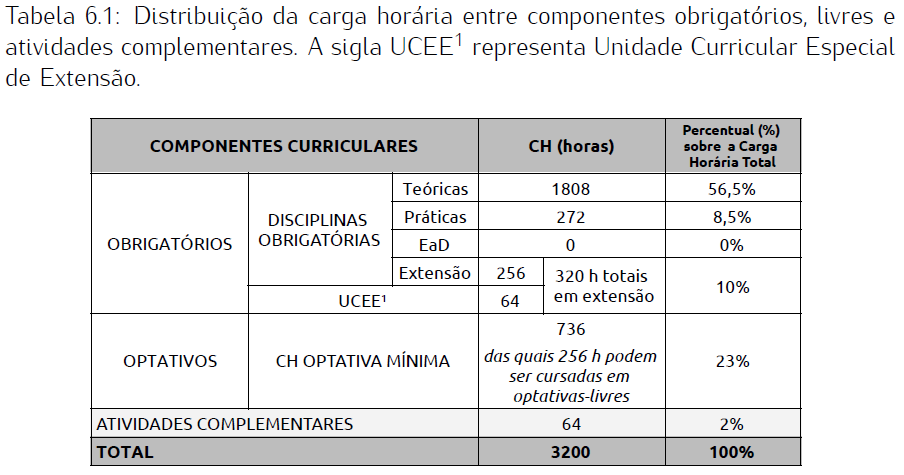 Tabela 6.1: Distribuição da carga horária entre componentes obrigatórios, livres e
atividades complementares. A sigla UCEE¹ representa Unidade Curricular Especial
de Extensão.
COMPONENTES CURRICULARES CH (horas) Percentual (%) sobre a Carga Horária Total
OBRIGATÓRIOS
DISCIPLINAS
OBRIGATÓRIAS
Teóricas 1808 56,5%
Práticas 272 8,5%
EaD 0 0%
Extensão 256
320 h totais
em extensão
10%
UCEE¹ 64
OPTATIVOS
CH OPTATIVA MÍNIMA
736
das quais 256 h podem
ser cursadas em
optativas-livres
23%
ATIVIDADES COMPLEMENTARES 64 2%
TOTAL 3200 100%